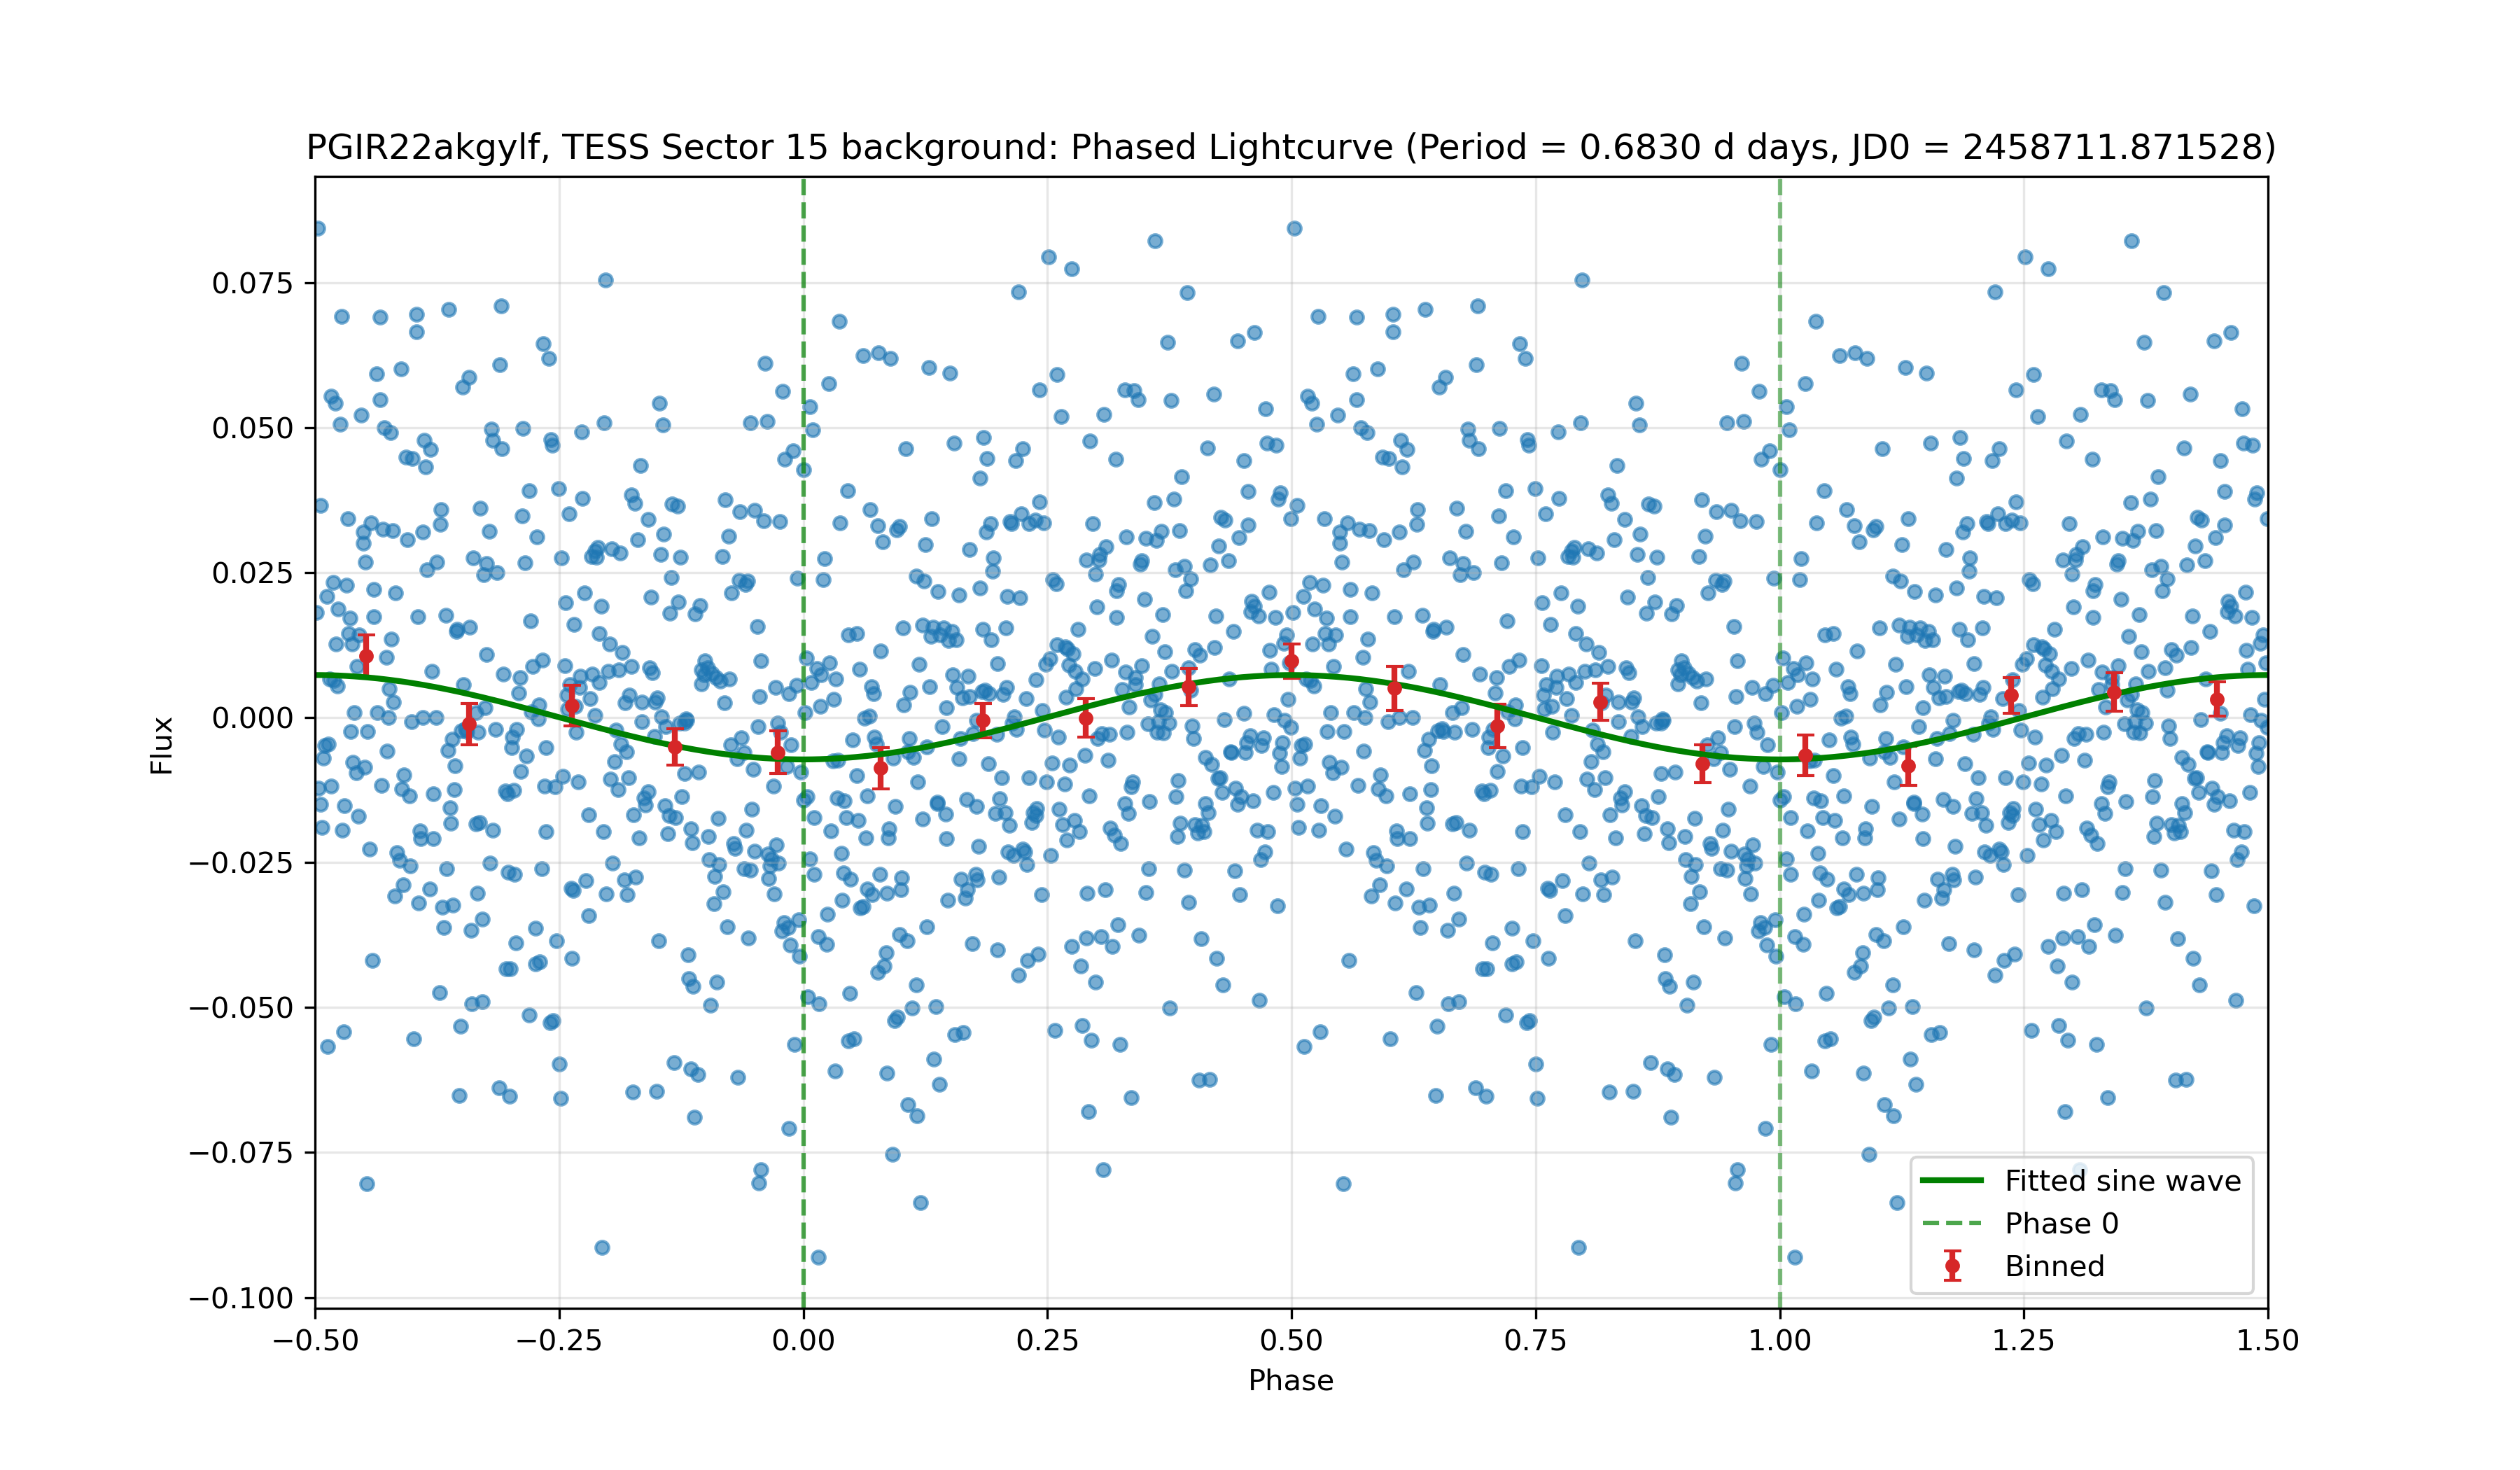 PGIR22akgylf, TESS Sector 15 background: Phased Lightcurve (Period = 0.6830 d days, JD0 = 2458711.871528)
0.075
0.050
0.025
0.000
−0.025
−0.050
−0.075
−0.100
Flux
−0.50
−0.25
0.00
0.25
0.50
0.75
1.00
1.25
1.50
Phase
Fitted sine wave
Phase 0
Binned